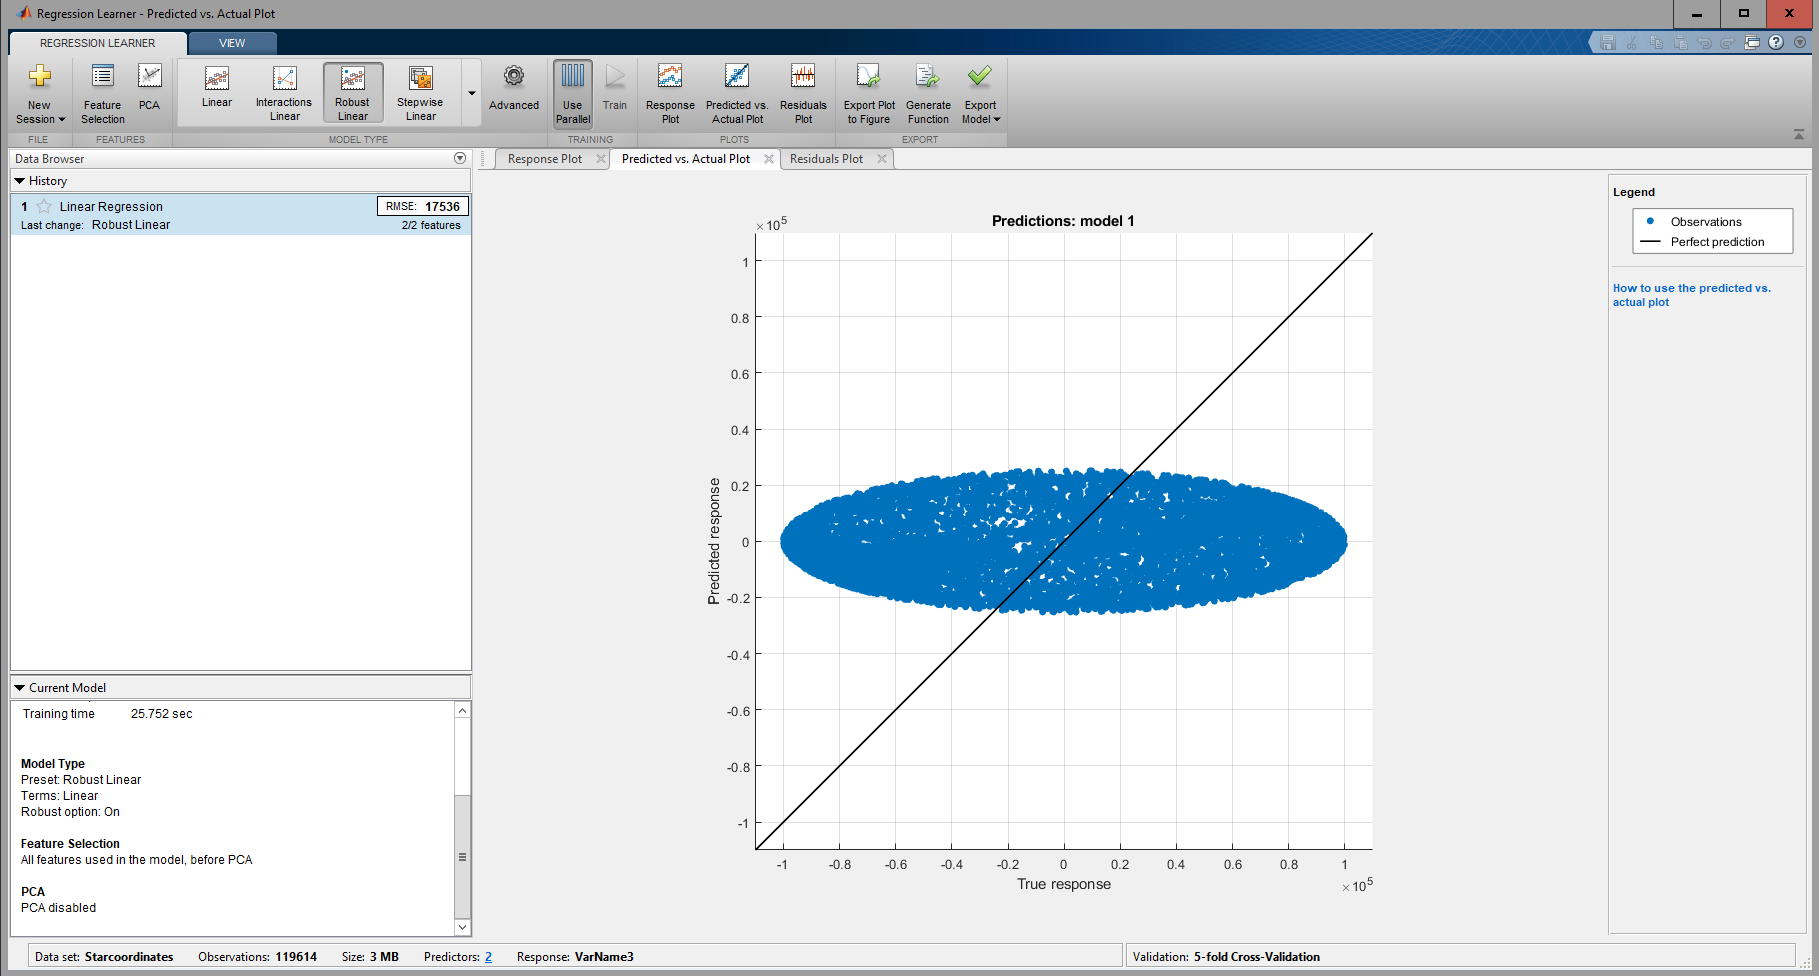 Regression Learner - Predicted vs. Actual Plot
REGRESSION LEARNER
VIEW
New
Session
Feature
Selection
PCA
Linear
Interactions
Linear
Robust
Linear
Stepwise
Linear
Advanced
Use
Parallel
Train
Response
Plot
Predicted vs.
Actual Plot
Residuals
Plot
Export Plot
to Figure
Generate
Function
Export
Model
FILE
FEATURES
MODEL TYPE
TRAINING
PLOTS
EXPORT
Data Browser
Response Plot
Predicted vs. Actual Plot
Residuals Plot
History
1 Linear Regression RMSE: 17536
Last change: Robust Linear 2/2 features
Current Model
Training time 25.752 sec
Model Type
Preset: Robust Linear
Terms: Linear
Robust option: On
Feature Selection
All features used in the model, before PCA
PCA
PCA disabled
Predictions: model 1
×10⁵
1
0.8
0.6
0.4
0.2
0
-0.2
-0.4
-0.6
-0.8
-1
Predicted response
-1 -0.8 -0.6 -0.4 -0.2 0 0.2 0.4 0.6 0.8 1
True response
×10⁵
Legend
Observations
Perfect prediction
How to use the predicted vs.
actual plot
Data set: Starcoordinates Observations: 119614 Size: 3 MB Predictors: 2 Response: VarName3
Validation: 5-fold Cross-Validation